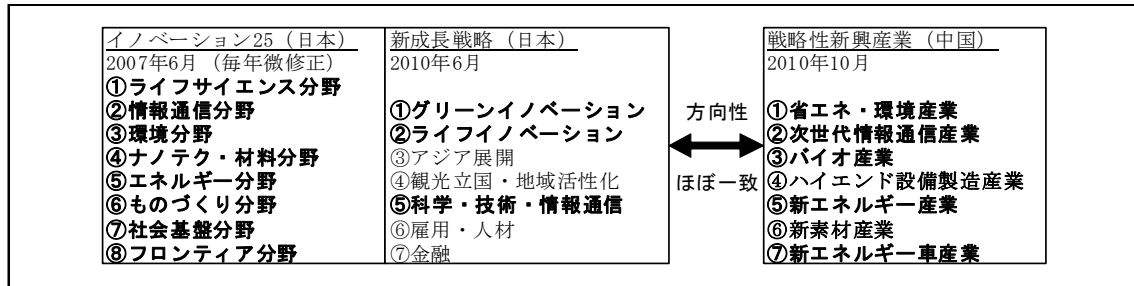 イノベーション25（日本）
2007年6月（毎年微修正）
①ライフサイエンス分野
②情報通信分野
③環境分野
④ナノテク・材料分野
⑤エネルギー分野
⑥ものづくり分野
⑦社会基盤分野
⑧フロンティア分野
新成長戦略（日本）
2010年6月
①グリーンイノベーション
②ライフイノベーション
③アジア展開
④観光立国・地域活性化
⑤科学・技術・情報通信
⑥雇用・人材
⑦金融
方向性
ほぼ一致
戦略性新興産業（中国）
2010年10月
①省エネ・環境産業
②次世代情報通信産業
③バイオ産業
④ハイエンド設備製造産業
⑤新エネルギー産業
⑥新素材産業
⑦新エネルギー車産業